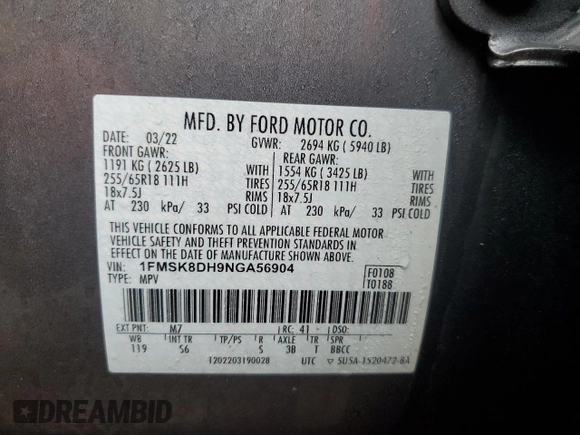 MFD. BY FORD MOTOR CO.
DATE: 03/22 GVWR: 2694 KG ( 5940 LB)
FRONT GAWR: REAR GAWR:
1191 KG ( 2625 LB) WITH 1554 KG ( 3425 LB) WITH
255/65R18 111H TIRES 255/65R18 111H TIRES
18x7.5J RIMS 18x7.5J RIMS
AT 230 kPa/ 33 PSI COLD AT 230 kPa/ 33 PSI COLD
THIS VEHICLE CONFORMS TO ALL APPLICABLE FEDERAL MOTOR
VEHICLE SAFETY AND THEFT PREVENTION STANDARDS IN
EFFECT ON THE DATE OF MANUFACTURE SHOWN ABOVE.
VIN: 1FMSK8DH9NGA56904 F0108
TYPE: MPV T0188
EXT PNT: M7 RC: 41 DSO:
WB INT TR TP/PS R AXLE TR SPR
119 S6 5 3B T BBCC
1202203190028 UTC ▽ 5USA-1520472-BA
DREAMBID